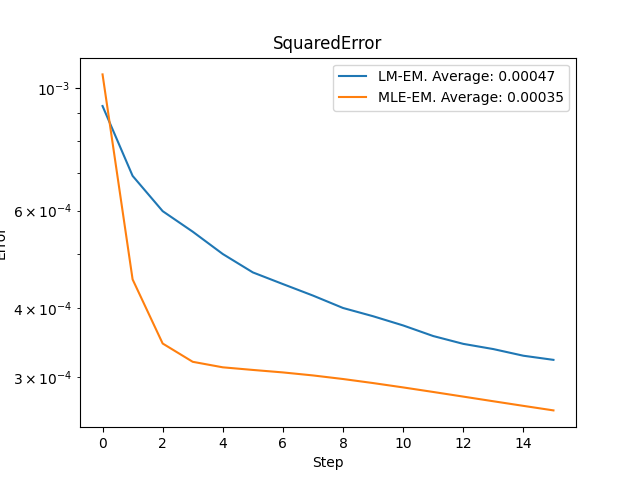 SquaredError
LM-EM. Average: 0.00047
MLE-EM. Average: 0.00035
10⁻³
6 × 10⁻⁴
4 × 10⁻⁴
3 × 10⁻⁴
0 2 4 6 8 10 12 14
Step